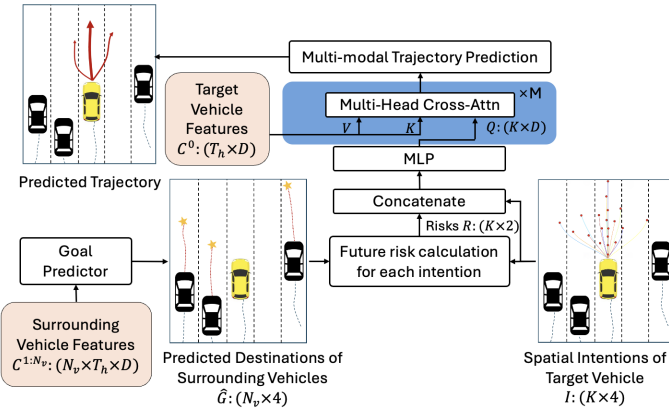 Multi-modal Trajectory Prediction
Target
Vehicle
Features
C⁰: (Tₕ×D)
Multi-Head Cross-Attn
×M
V
K
Q: (K×D)
MLP
Predicted Trajectory
Concatenate
Risks R: (K×2)
Goal
Predictor
Future risk calculation
for each intention
Surrounding
Vehicle Features
C¹:ᴺᵛ: (Nᵥ×Tₕ×D)
Predicted Destinations of
Surrounding Vehicles
Ĝ: (Nᵥ×4)
Spatial Intentions of
Target Vehicle
I: (K×4)